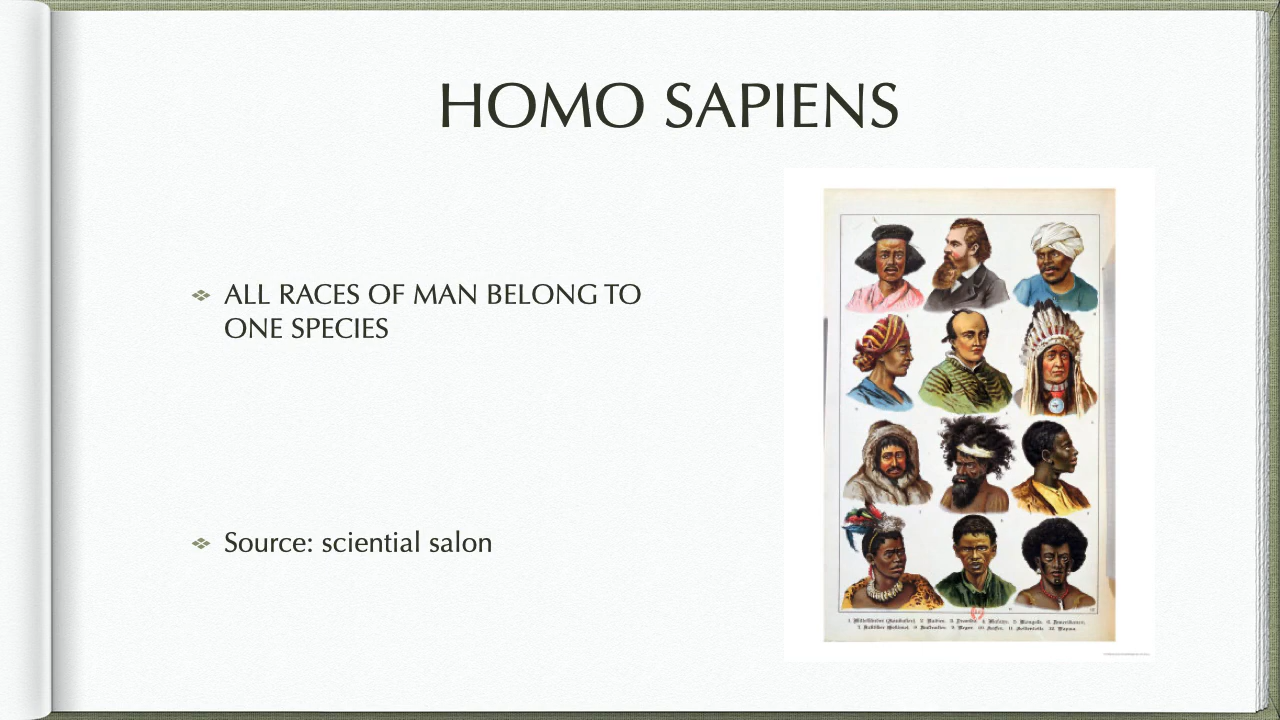 HOMO SAPIENS
ALL RACES OF MAN BELONG TO
ONE SPECIES
Source: sciential salon